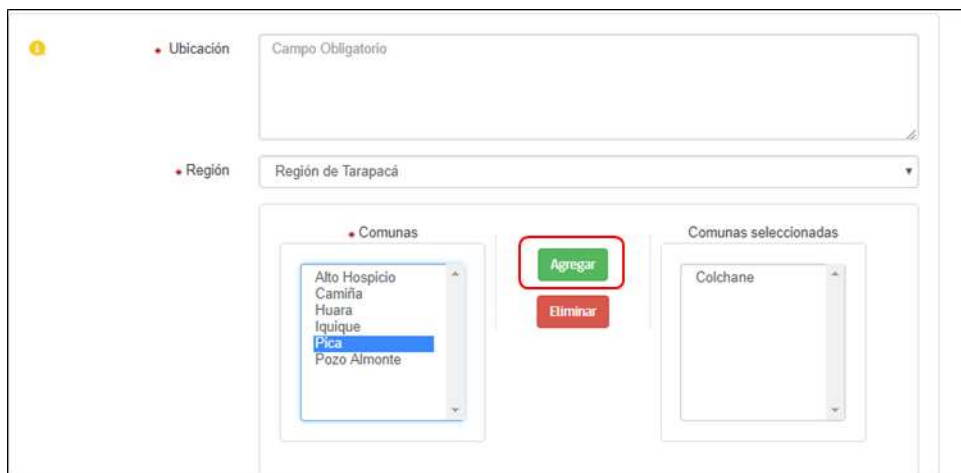 Ubicación
Campo Obligatorio
Región
Región de Tarapacá
Comunas
Alto Hospicio
Camiña
Huara
Iquique
Pica
Pozo Almonte
Agregar
Eliminar
Comunas seleccionadas
Colchane